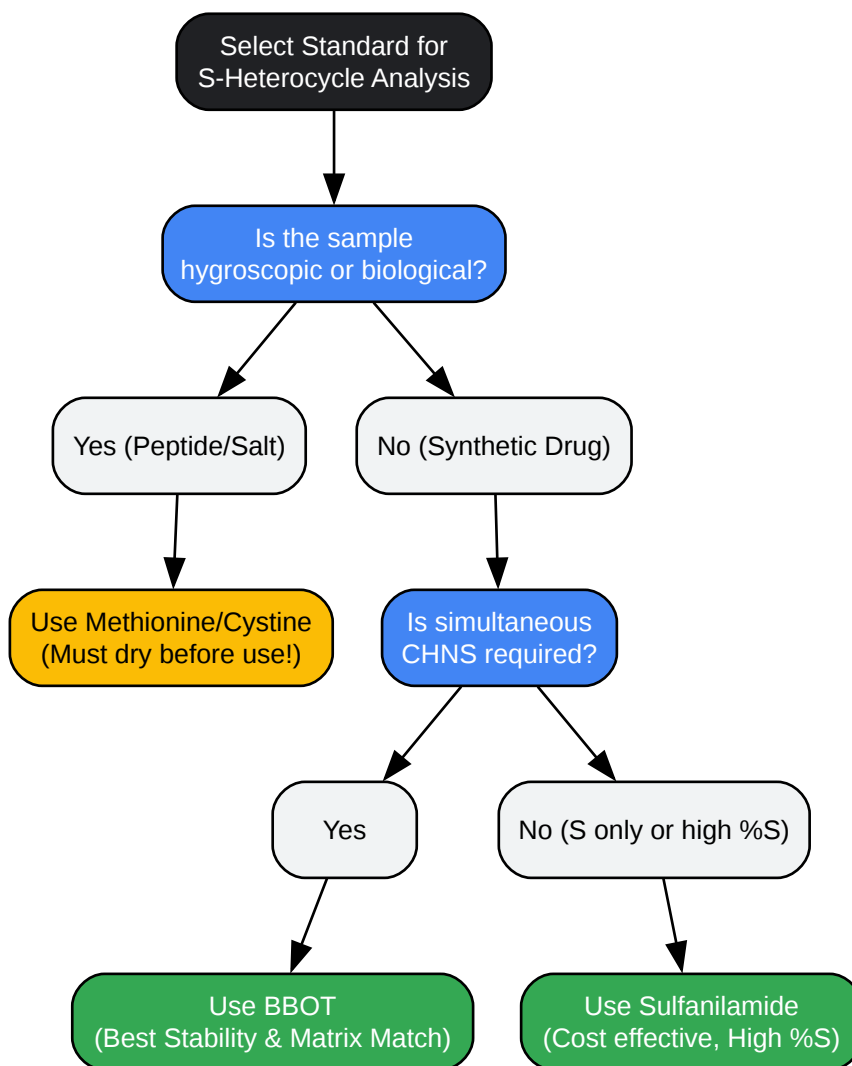 Select Standard for
S-Heterocycle Analysis
Is the sample
hygroscopic or biological?
Yes (Peptide/Salt)
No (Synthetic Drug)
Use Methionine/Cystine
(Must dry before use!)
Is simultaneous
CHNS required?
Yes
No (S only or high %S)
Use BBOT
(Best Stability & Matrix Match)
Use Sulfanilamide
(Cost effective, High %S)